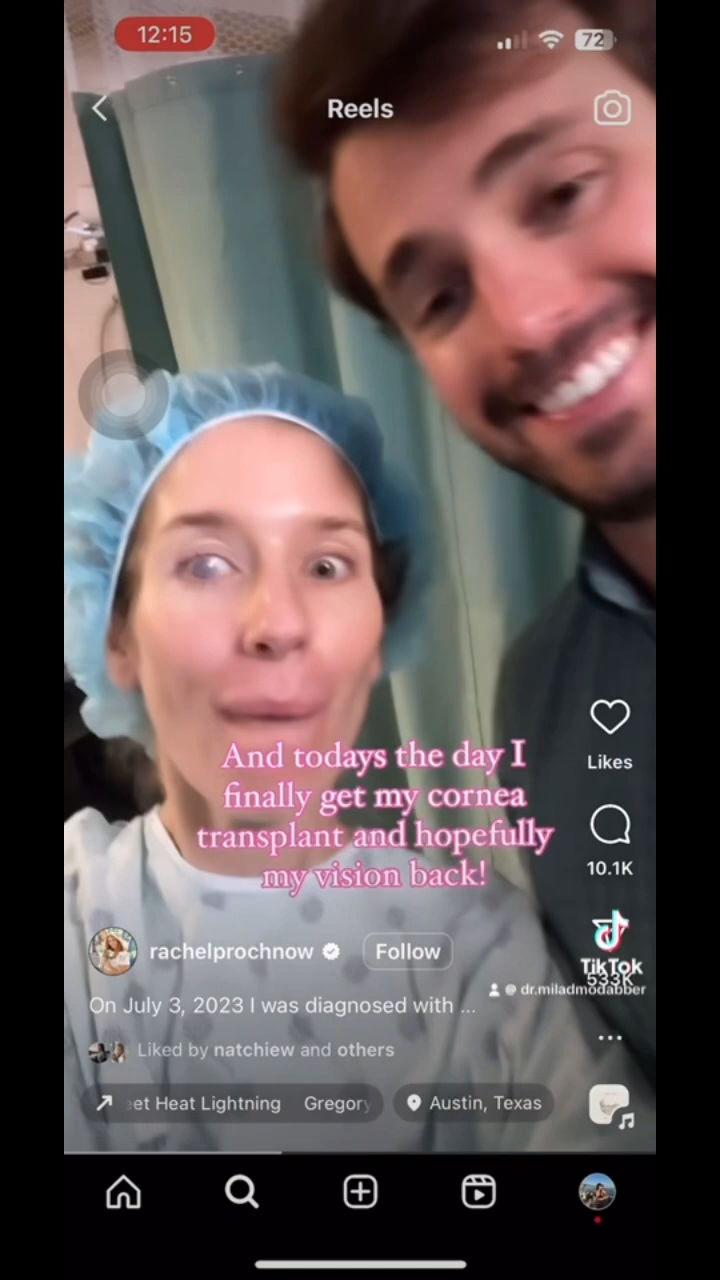 12:15
72
Reels
And todays the day I
finally get my cornea
transplant and hopefully
my vision back!
Likes
10.1K
rachelprochnow
Follow
TikTok
533K
@ dr.miladmodabber
On July 3, 2023 I was diagnosed with ...
Liked by natchiew and others
et Heat Lightning Gregory
Austin, Texas